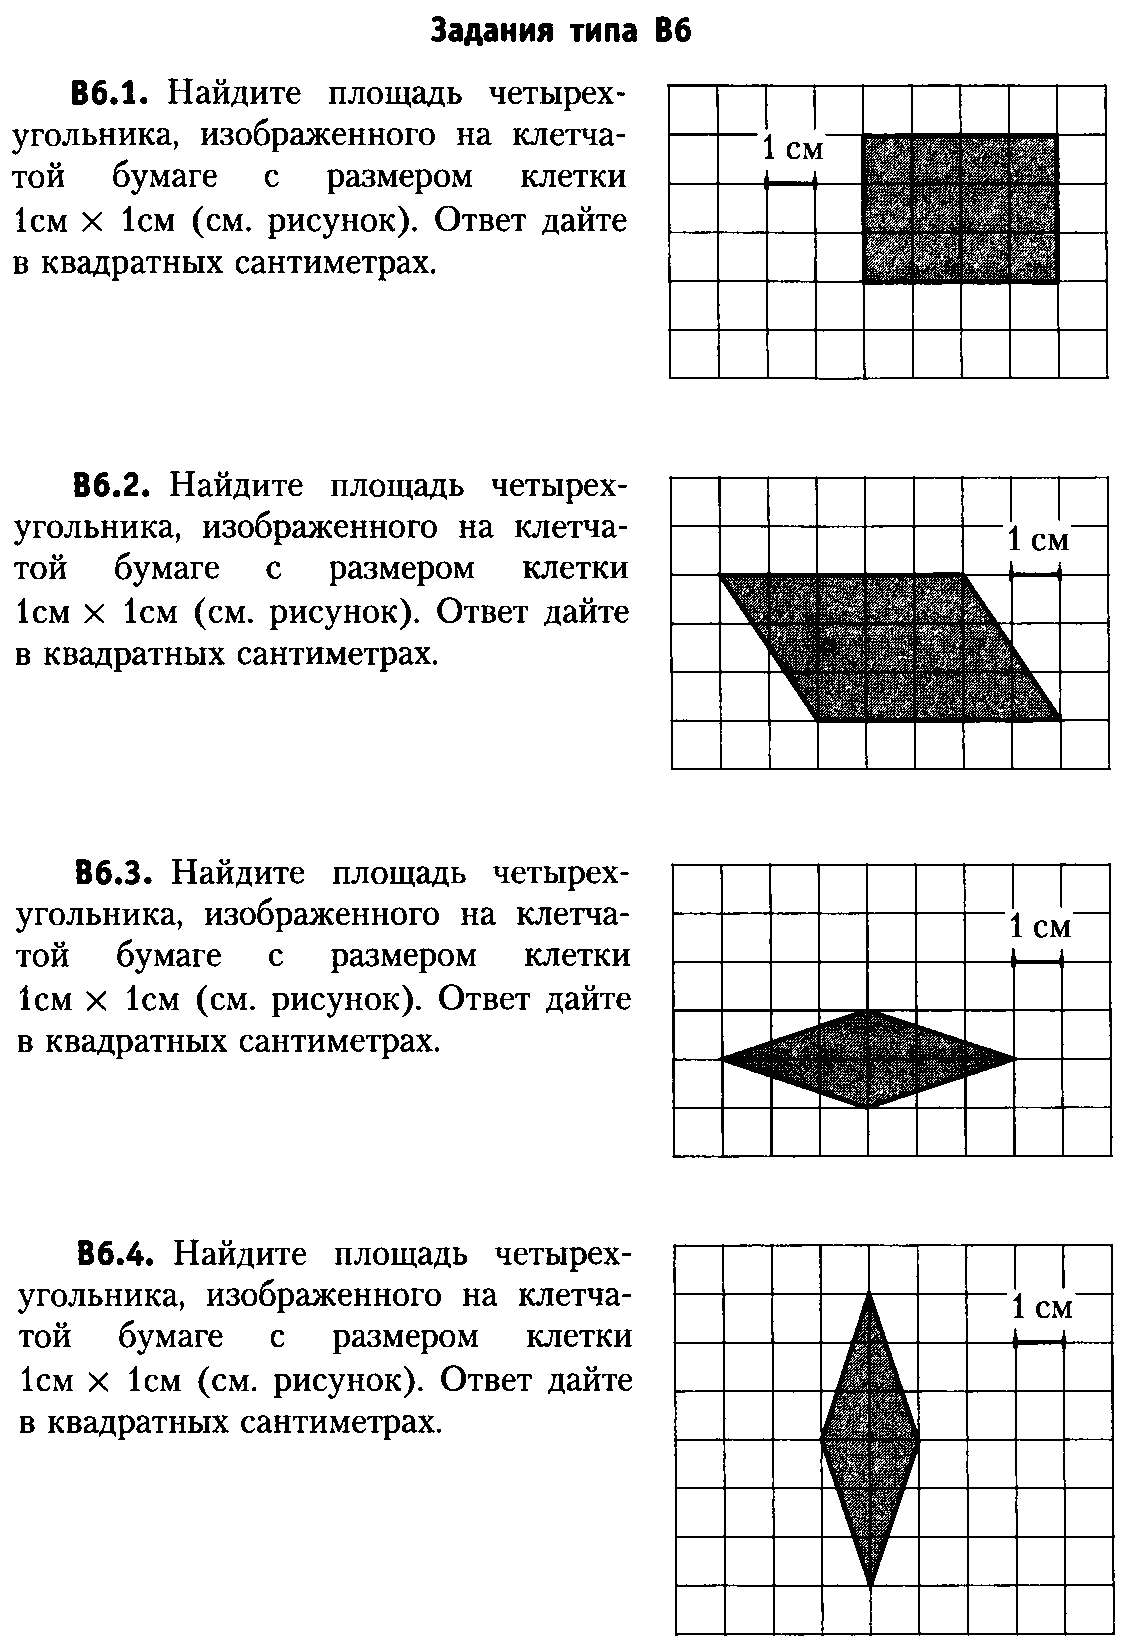 Задания типа В6
В6.1. Найдите площадь четырех-
угольника, изображенного на клетча-
той бумаге с размером клетки
1см × 1см (см. рисунок). Ответ дайте
в квадратных сантиметрах.
1 см
В6.2. Найдите площадь четырех-
угольника, изображенного на клетча-
той бумаге с размером клетки
1см × 1см (см. рисунок). Ответ дайте
в квадратных сантиметрах.
1 см
В6.3. Найдите площадь четырех-
угольника, изображенного на клетча-
той бумаге с размером клетки
1см × 1см (см. рисунок). Ответ дайте
в квадратных сантиметрах.
1 см
В6.4. Найдите площадь четырех-
угольника, изображенного на клетча-
той бумаге с размером клетки
1см × 1см (см. рисунок). Ответ дайте
в квадратных сантиметрах.
1 см